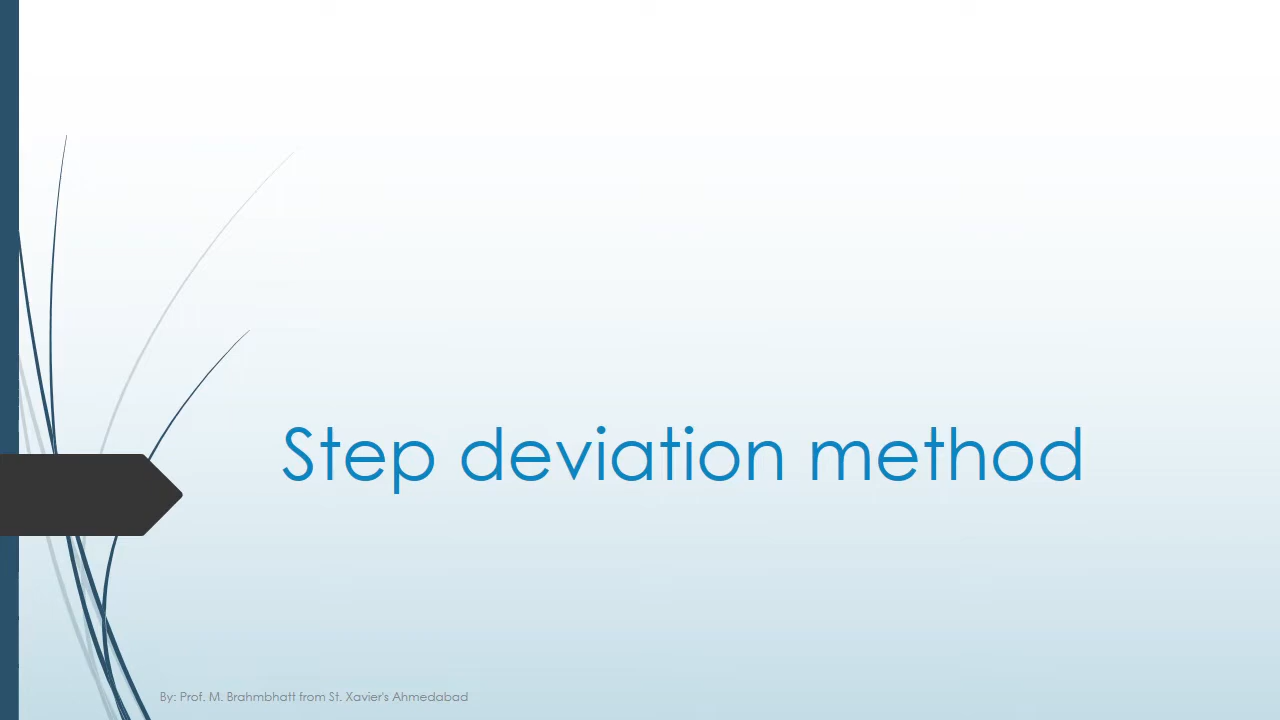 Step deviation method
By: Prof. M. Brahmbhatt from St. Xavier's Ahmedabad